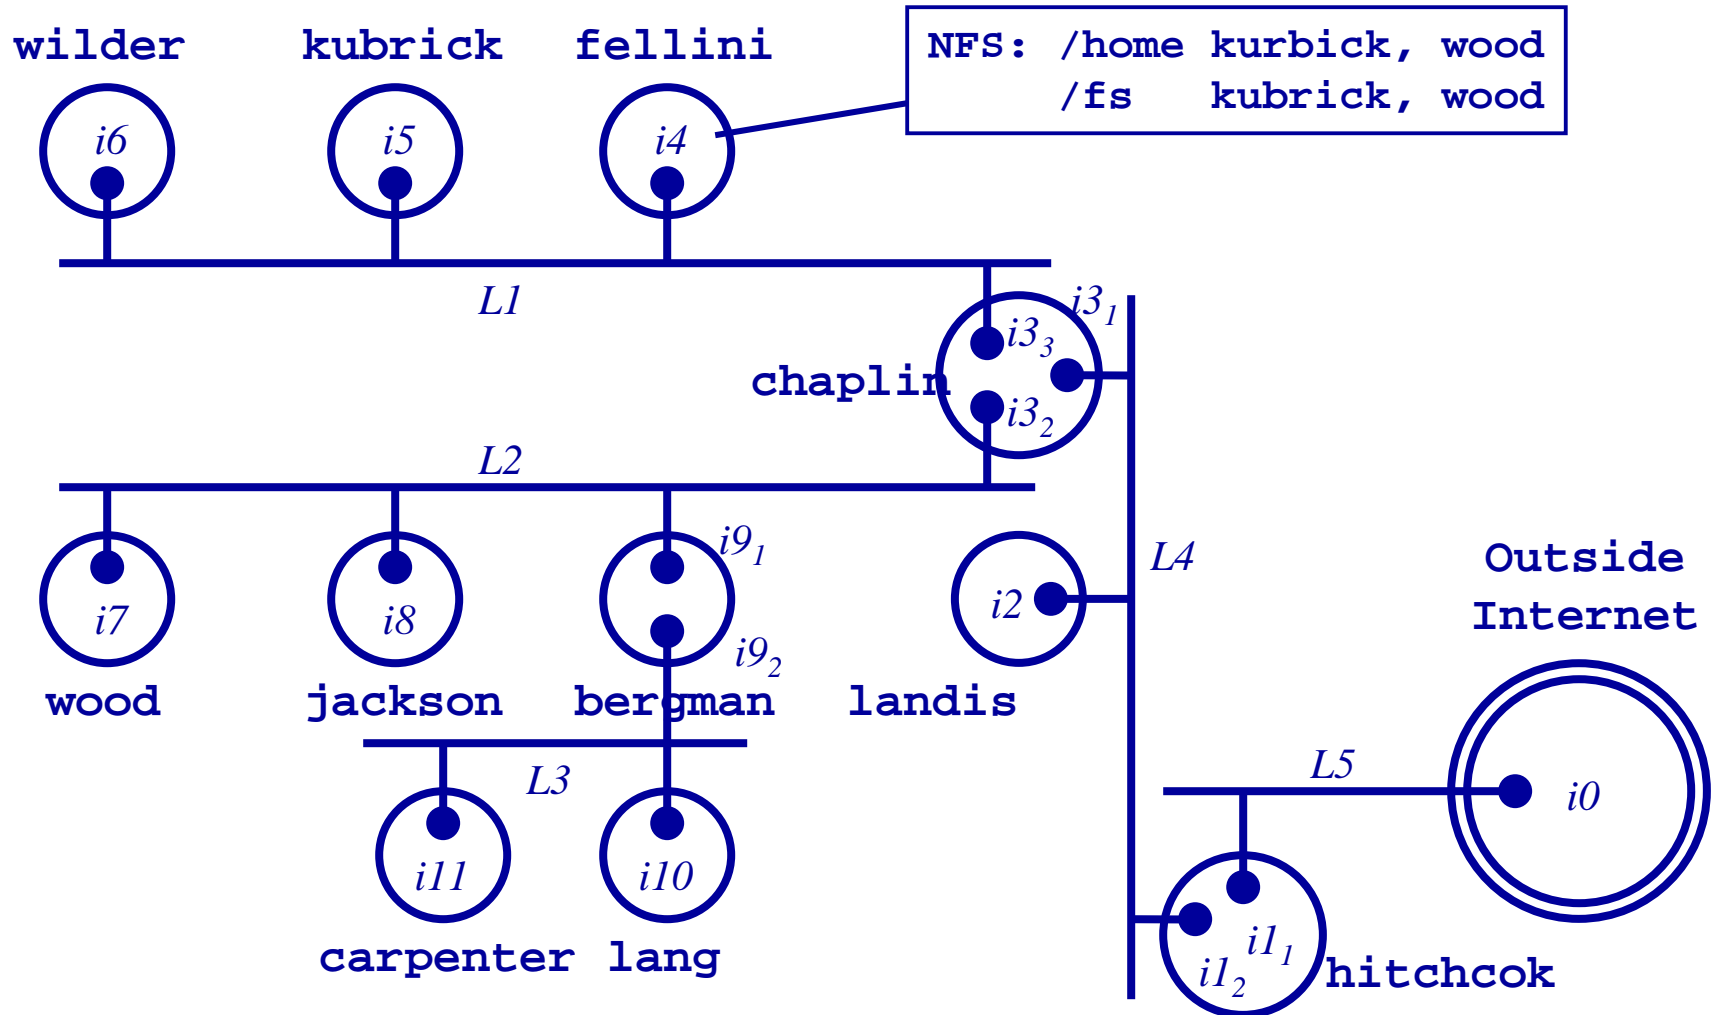 wilder kubrick fellini
NFS: /home kurbick, wood
/fs kubrick, wood
i6 i5 i4
L1
i3₁
i3₃
chaplin
i3₂
L2
i9₁
L4
Outside
Internet
i7 i8 i2
i9₂
wood jackson bergman landis
L3
L5
i0
i11 i10
carpenter lang
i1₁
i1₂
hitchcok